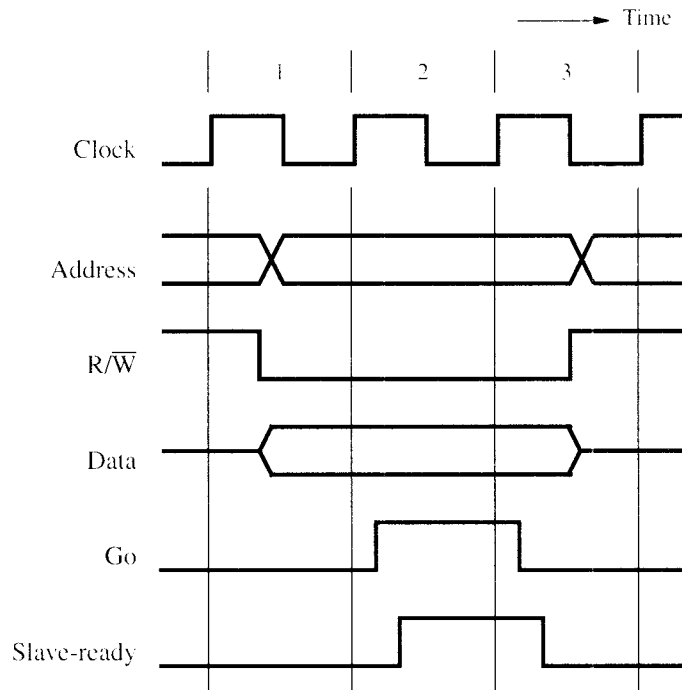 Time
1 2 3
Clock
Address
R/W̅
Data
Go
Slave-ready